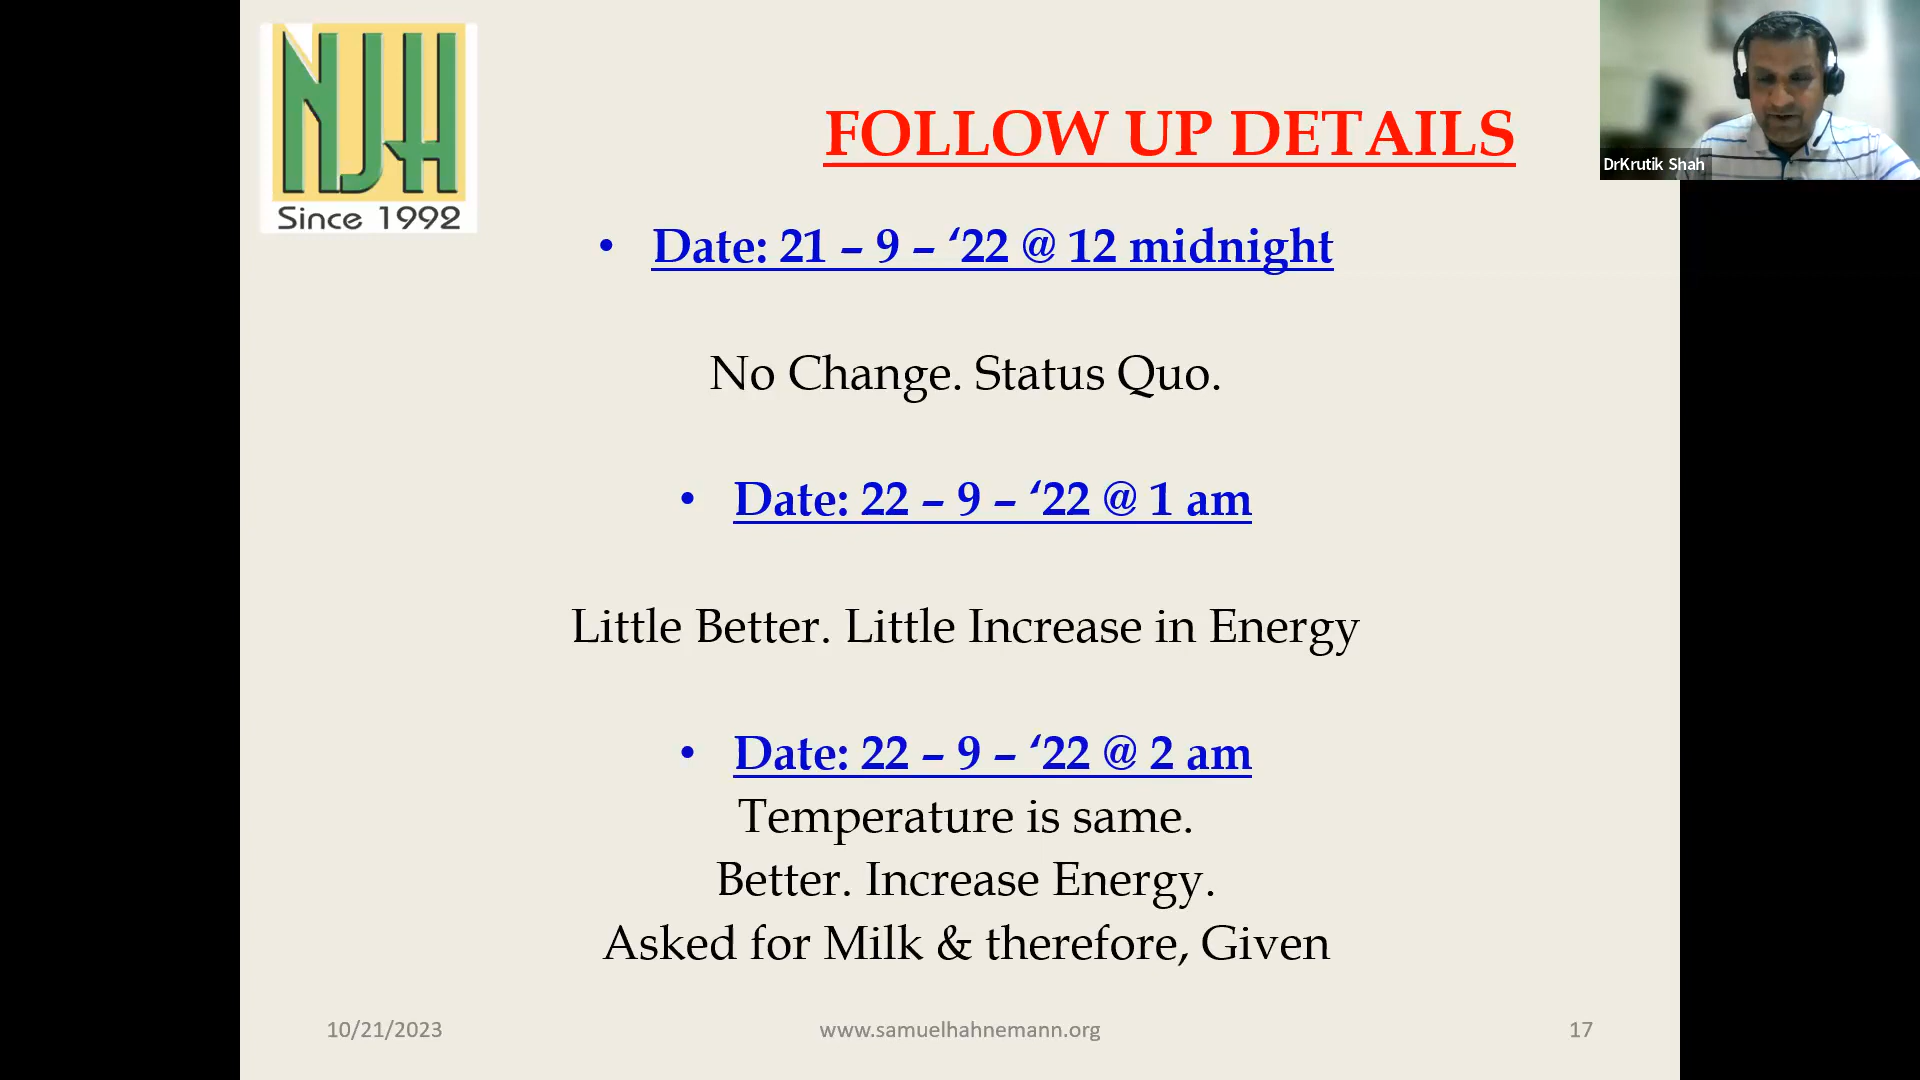 NJH
Since 1992
FOLLOW UP DETAILS
DrKrutik Shah
• Date: 21 – 9 – ‘22 @ 12 midnight
No Change. Status Quo.
• Date: 22 – 9 – ‘22 @ 1 am
Little Better. Little Increase in Energy
• Date: 22 – 9 – ‘22 @ 2 am
Temperature is same.
Better. Increase Energy.
Asked for Milk & therefore, Given
10/21/2023
www.samuelhahnemann.org
17